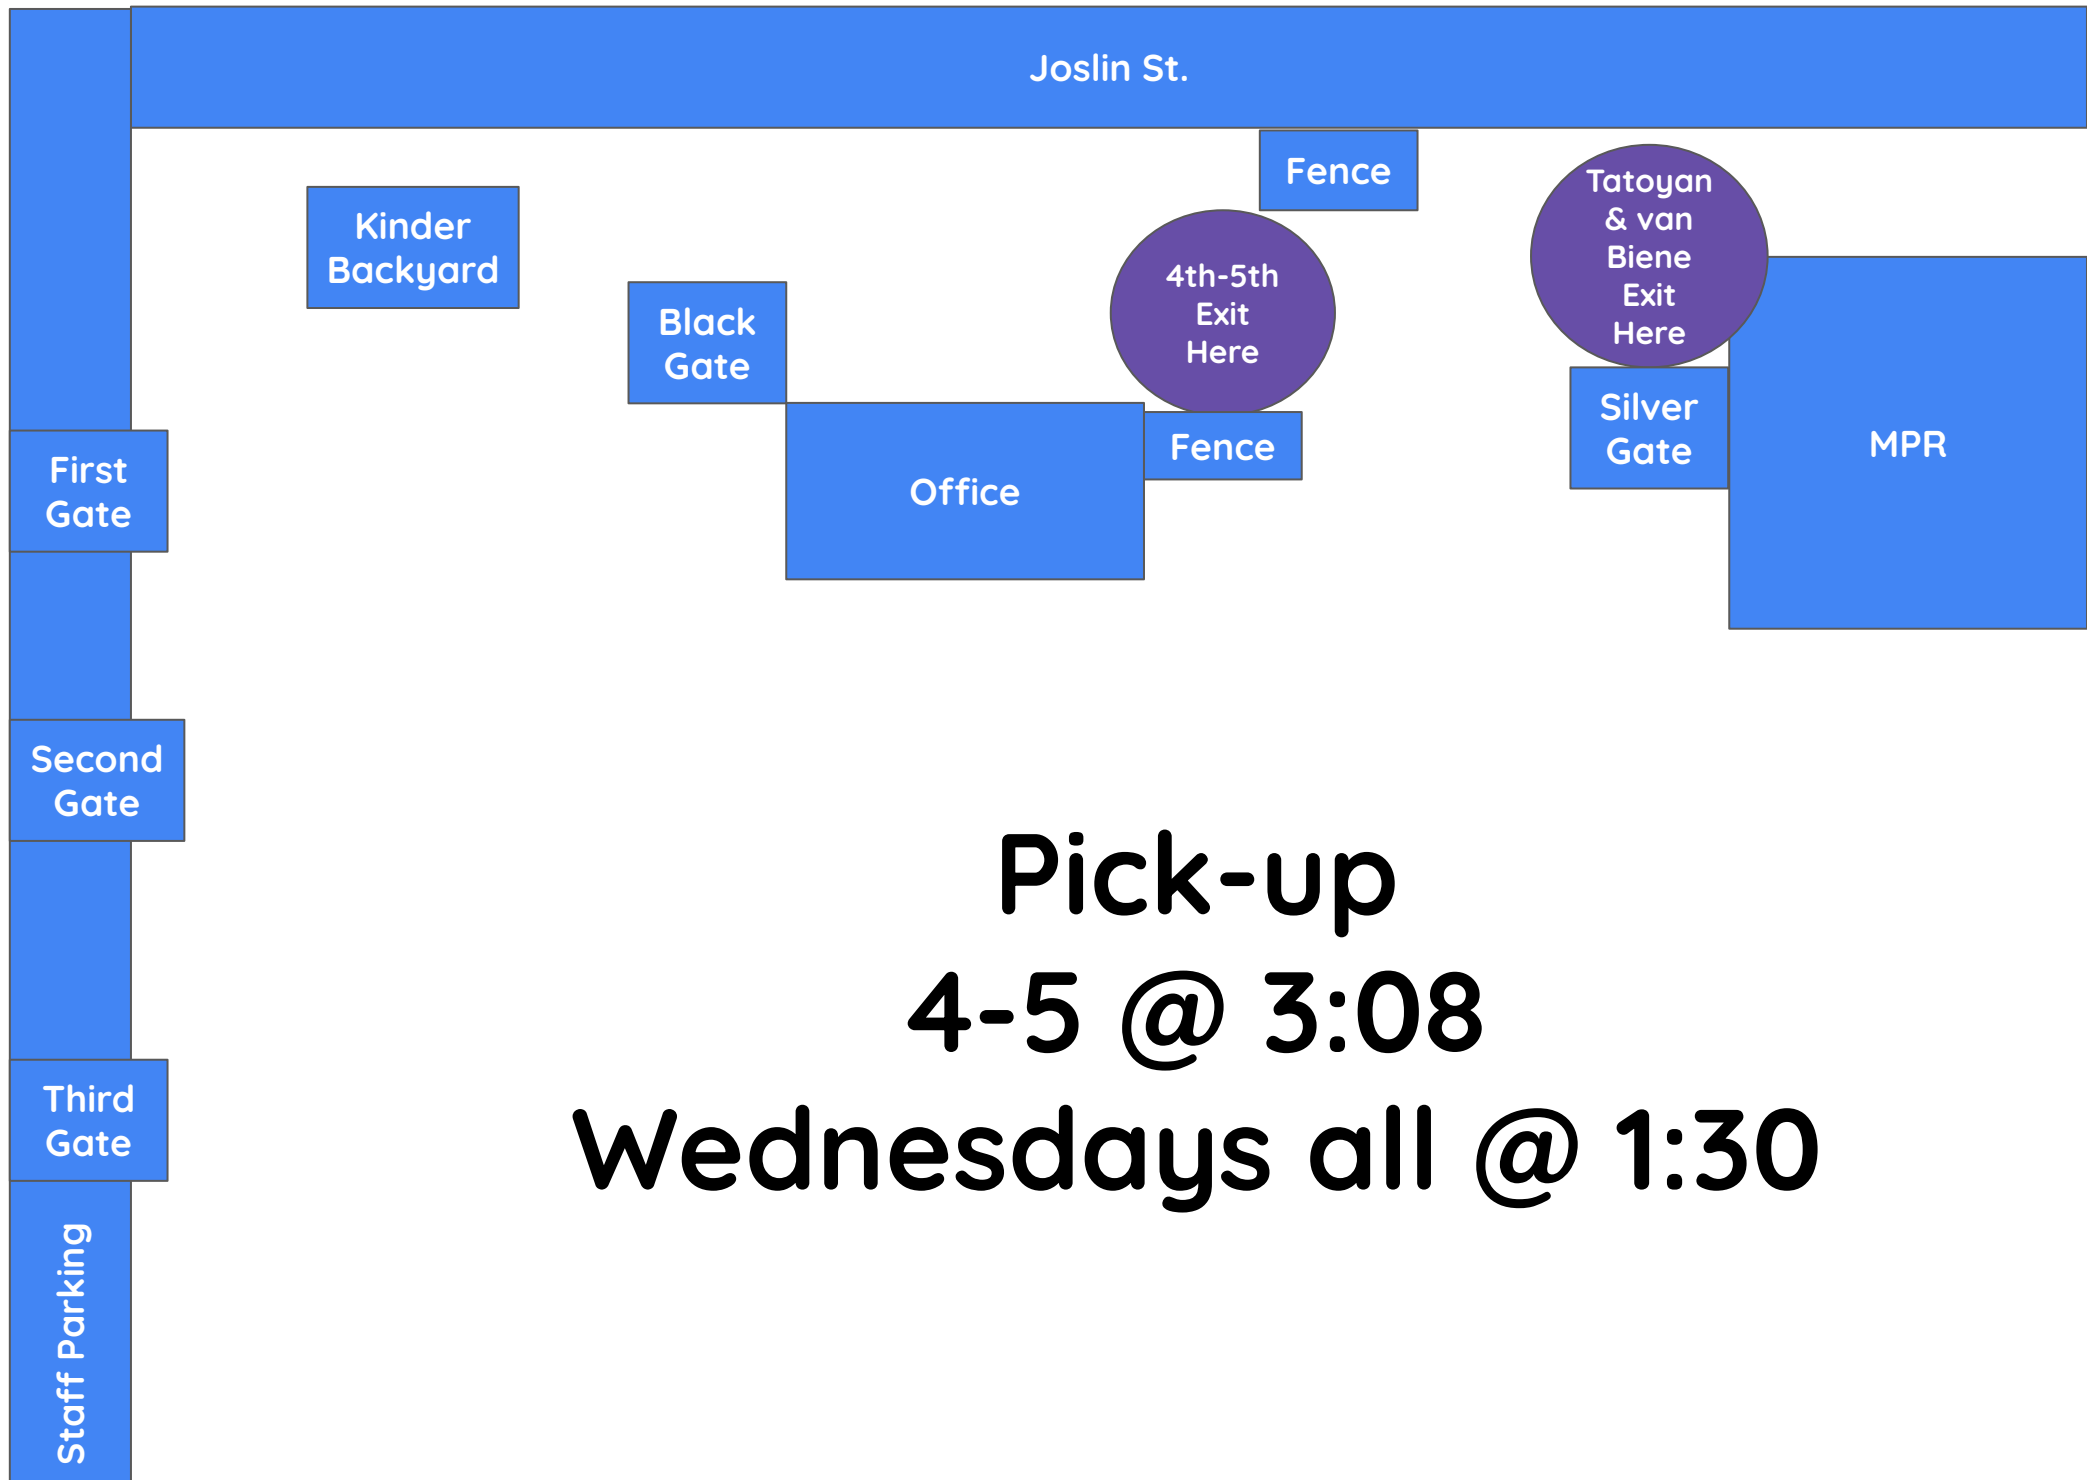 Joslin St.
Fence
Tatoyan
& van
Biene
Exit
Here
Kinder
Backyard
4th-5th
Exit
Here
Black
Gate
Silver
Gate
MPR
Fence
Office
First
Gate
Second
Gate
Pick-up
4-5 @ 3:08
Wednesdays all @ 1:30
Third
Gate
Staff Parking